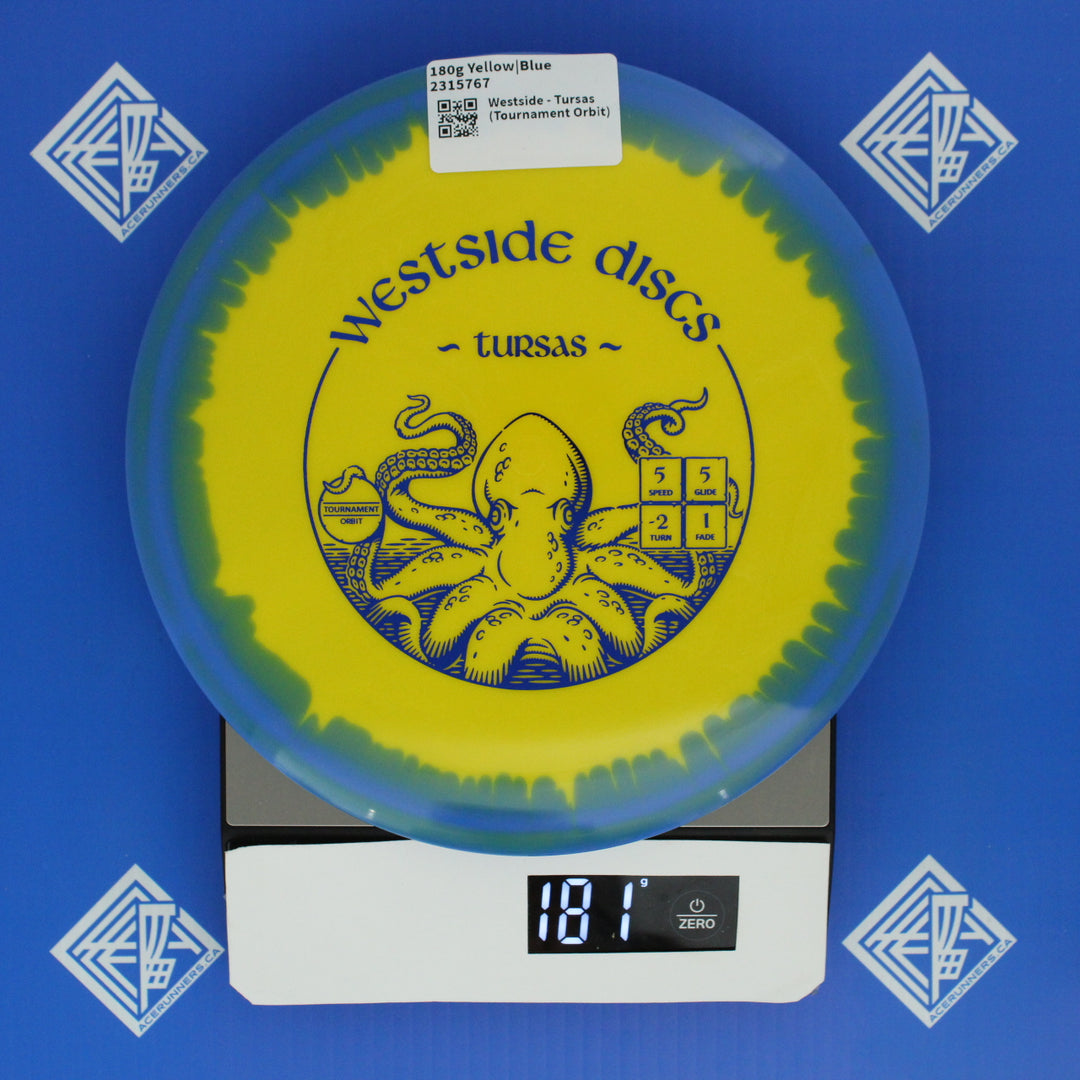 180g Yellow|Blue
2315767
Westside - Tursas
(Tournament Orbit)
westside discs
~ tursas ~
TOURNAMENT
ORBIT
5 SPEED
5 GLIDE
-2 TURN
1 FADE
181 g
ZERO
ACERUNNERS.CA
ACERUNNERS.CA
ACERUNNERS.CA
ACERUNNERS.CA